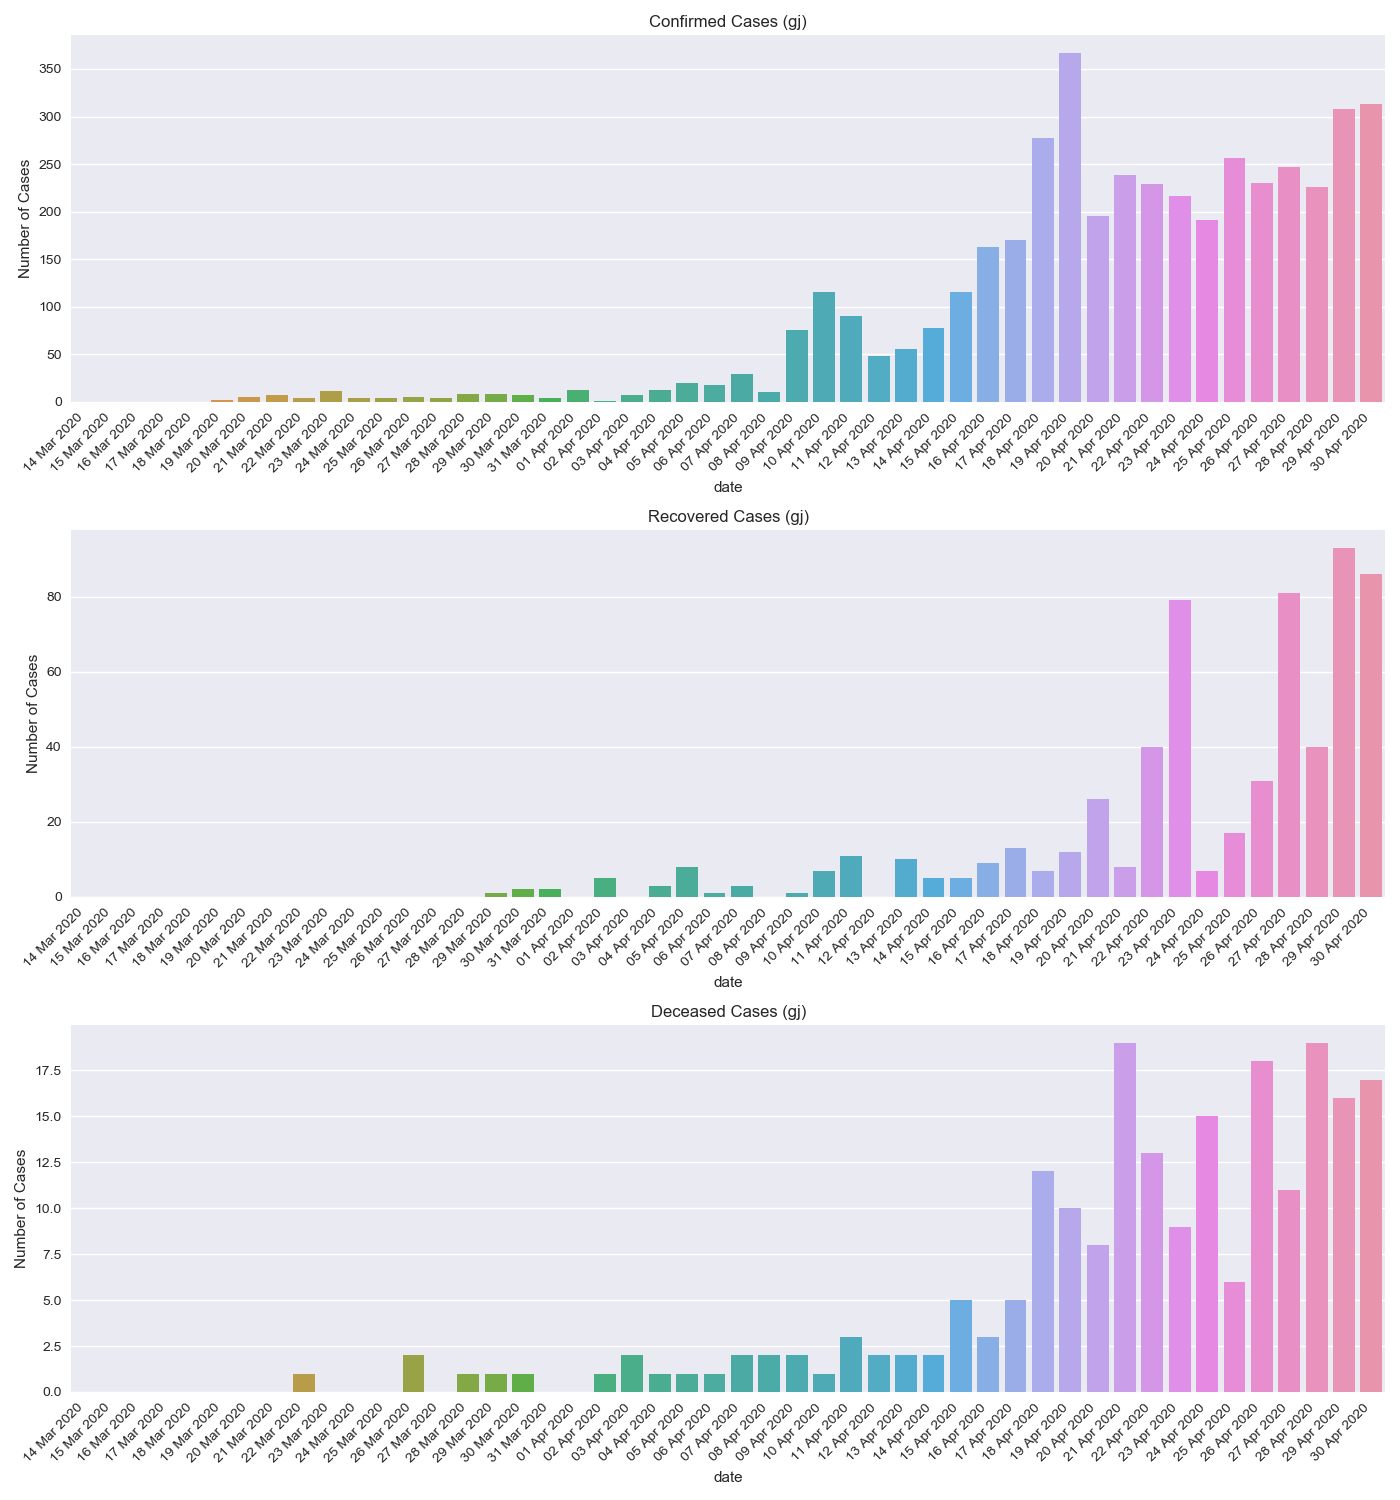 Confirmed Cases (gj)
Number of Cases
350
300
250
200
150
100
50
0
14 Mar 2020
15 Mar 2020
16 Mar 2020
17 Mar 2020
18 Mar 2020
19 Mar 2020
20 Mar 2020
21 Mar 2020
22 Mar 2020
23 Mar 2020
24 Mar 2020
25 Mar 2020
26 Mar 2020
27 Mar 2020
28 Mar 2020
29 Mar 2020
30 Mar 2020
31 Mar 2020
01 Apr 2020
02 Apr 2020
03 Apr 2020
04 Apr 2020
05 Apr 2020
06 Apr 2020
07 Apr 2020
08 Apr 2020
09 Apr 2020
10 Apr 2020
11 Apr 2020
12 Apr 2020
13 Apr 2020
14 Apr 2020
15 Apr 2020
16 Apr 2020
17 Apr 2020
18 Apr 2020
19 Apr 2020
20 Apr 2020
21 Apr 2020
22 Apr 2020
23 Apr 2020
24 Apr 2020
25 Apr 2020
26 Apr 2020
27 Apr 2020
28 Apr 2020
29 Apr 2020
30 Apr 2020
date
Recovered Cases (gj)
Number of Cases
80
60
40
20
0
14 Mar 2020
15 Mar 2020
16 Mar 2020
17 Mar 2020
18 Mar 2020
19 Mar 2020
20 Mar 2020
21 Mar 2020
22 Mar 2020
23 Mar 2020
24 Mar 2020
25 Mar 2020
26 Mar 2020
27 Mar 2020
28 Mar 2020
29 Mar 2020
30 Mar 2020
31 Mar 2020
01 Apr 2020
02 Apr 2020
03 Apr 2020
04 Apr 2020
05 Apr 2020
06 Apr 2020
07 Apr 2020
08 Apr 2020
09 Apr 2020
10 Apr 2020
11 Apr 2020
12 Apr 2020
13 Apr 2020
14 Apr 2020
15 Apr 2020
16 Apr 2020
17 Apr 2020
18 Apr 2020
19 Apr 2020
20 Apr 2020
21 Apr 2020
22 Apr 2020
23 Apr 2020
24 Apr 2020
25 Apr 2020
26 Apr 2020
27 Apr 2020
28 Apr 2020
29 Apr 2020
30 Apr 2020
date
Deceased Cases (gj)
Number of Cases
17.5
15.0
12.5
10.0
7.5
5.0
2.5
0.0
14 Mar 2020
15 Mar 2020
16 Mar 2020
17 Mar 2020
18 Mar 2020
19 Mar 2020
20 Mar 2020
21 Mar 2020
22 Mar 2020
23 Mar 2020
24 Mar 2020
25 Mar 2020
26 Mar 2020
27 Mar 2020
28 Mar 2020
29 Mar 2020
30 Mar 2020
31 Mar 2020
01 Apr 2020
02 Apr 2020
03 Apr 2020
04 Apr 2020
05 Apr 2020
06 Apr 2020
07 Apr 2020
08 Apr 2020
09 Apr 2020
10 Apr 2020
11 Apr 2020
12 Apr 2020
13 Apr 2020
14 Apr 2020
15 Apr 2020
16 Apr 2020
17 Apr 2020
18 Apr 2020
19 Apr 2020
20 Apr 2020
21 Apr 2020
22 Apr 2020
23 Apr 2020
24 Apr 2020
25 Apr 2020
26 Apr 2020
27 Apr 2020
28 Apr 2020
29 Apr 2020
30 Apr 2020
date